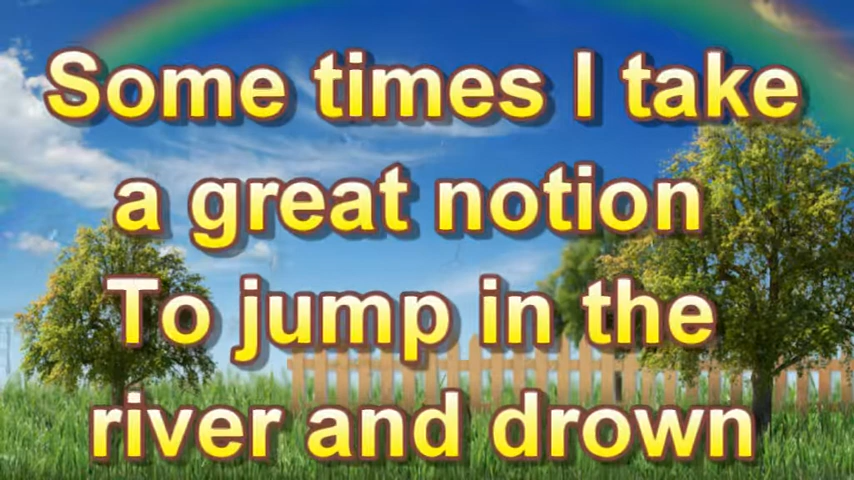 Some times I take
a great notion
To jump in the
river and drown